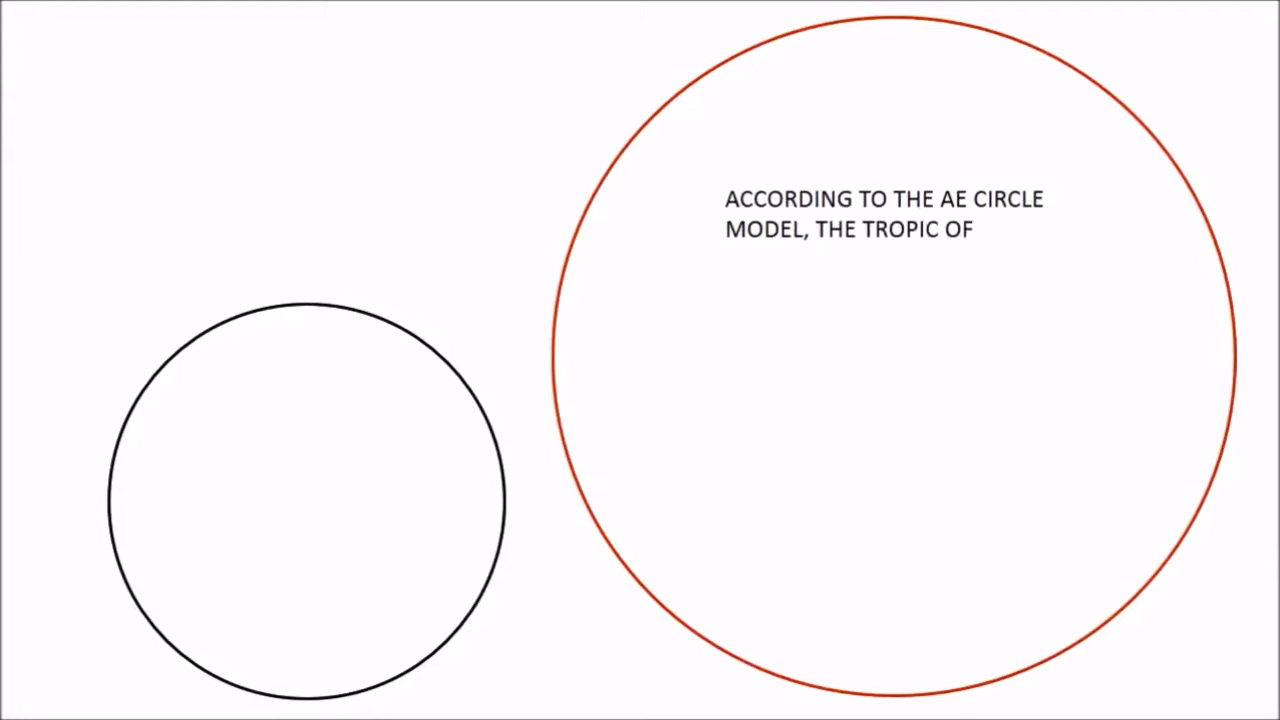 ACCORDING TO THE AE CIRCLE
MODEL, THE TROPIC OF